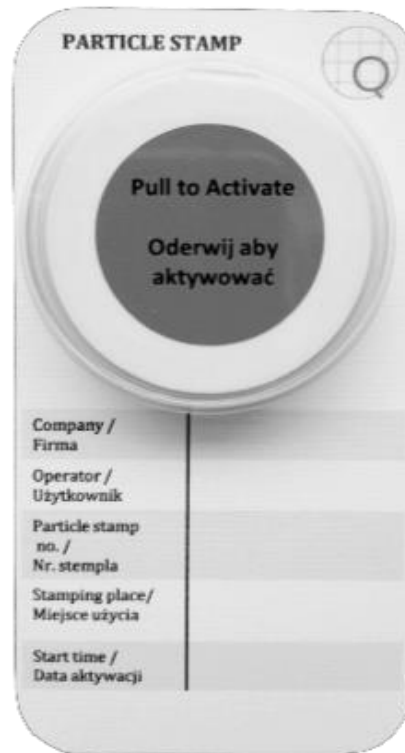 PARTICLE STAMP
Q
Pull to Activate
Oderwij aby
aktywować
Company /
Firma
Operator /
Użytkownik
Particle stamp
no. /
Nr. stempla
Stamping place/
Miejsce użycia
Start time /
Data aktywacji